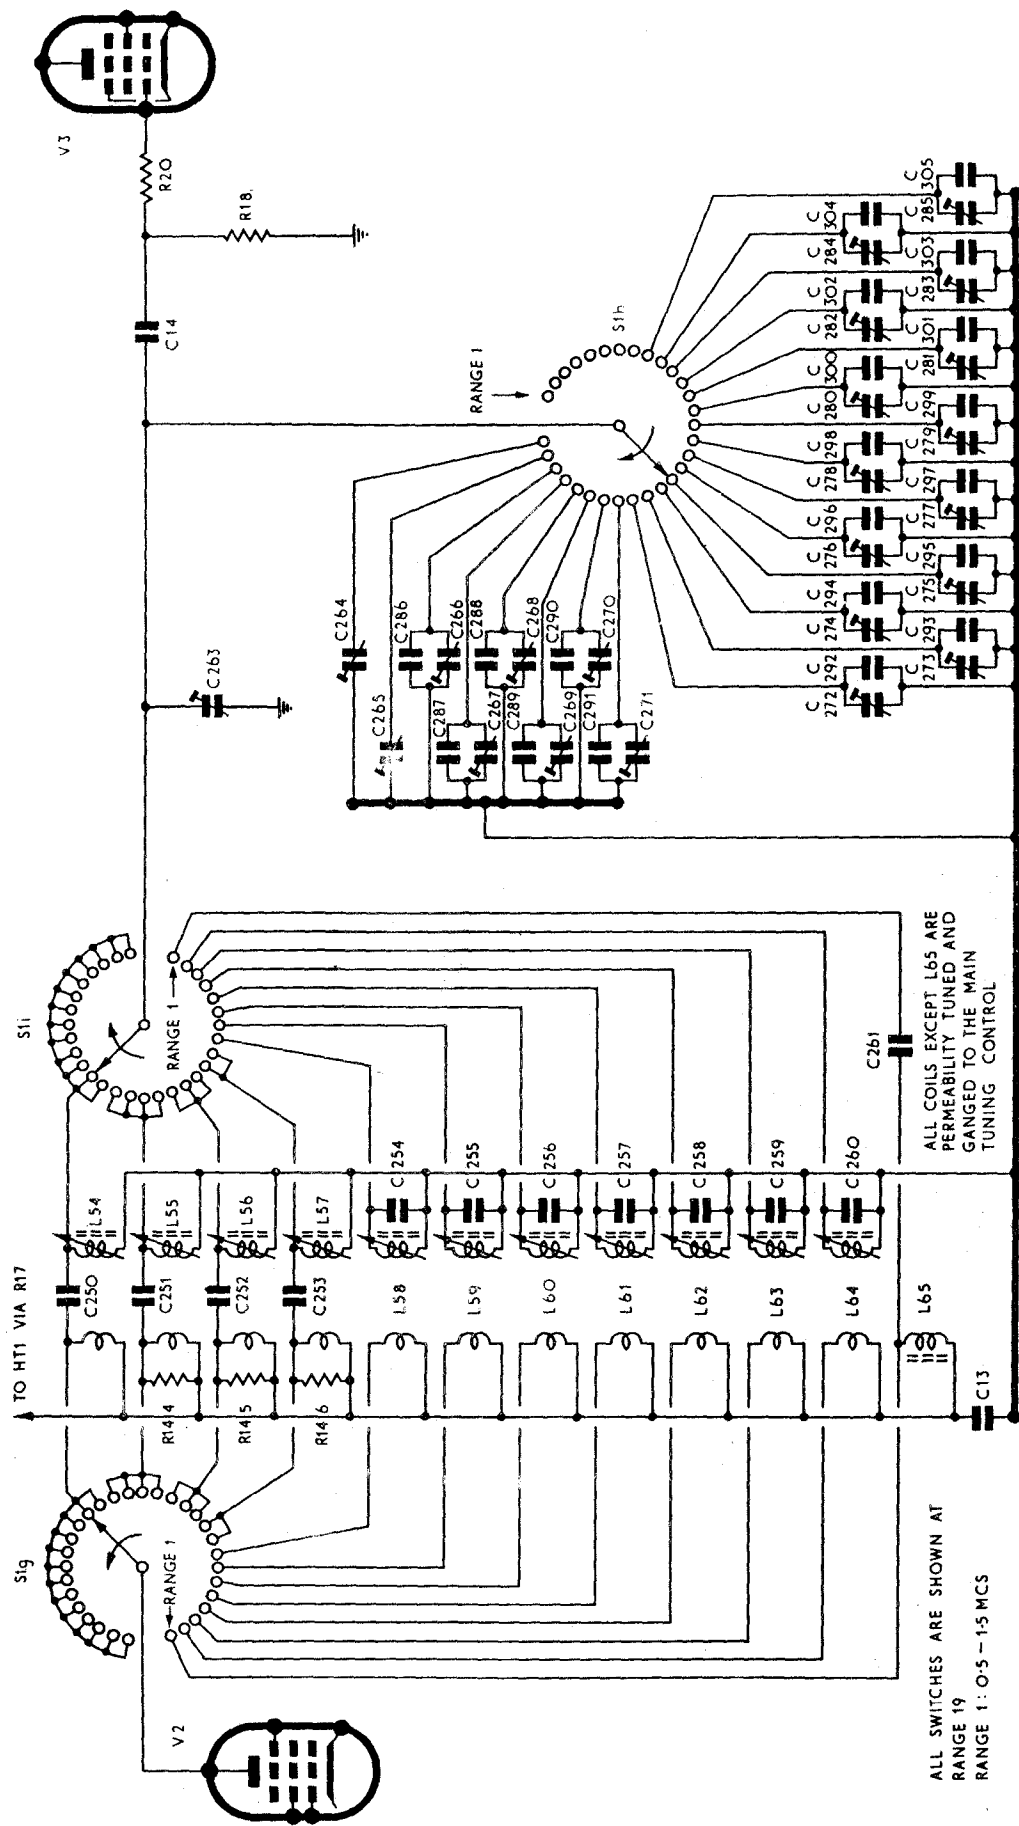 V3
R20
R18
C14
RANGE 1
S1h
C263
C264
C265
C286
C266
C287
C267
C288
C268
C289
C269
C290
C270
C291
C271
C 272
C 292
C 273
C 293
C 274
C 294
C 275
C 295
C 276
C 296
C 277
C 297
C 278
C 298
C 279
C 299
C 280
C 300
C 281
C 301
C 282
C 302
C 283
C 303
C 284
C 304
C 285
C 305
S1i
RANGE 1
TO HT1 VIA R17
C250
L54
C251
L55
C252
L56
C253
L57
L58
C254
L59
C255
L60
C256
L61
C257
L62
C258
L63
C259
L64
C260
L65
C261
C13
R144
R145
R146
S1g
RANGE 1
V2
ALL COILS EXCEPT L65 ARE
PERMEABILITY TUNED AND
GANGED TO THE MAIN
TUNING CONTROL
ALL SWITCHES ARE SHOWN AT
RANGE 19
RANGE 1: 0·5 – 1·5 MCS